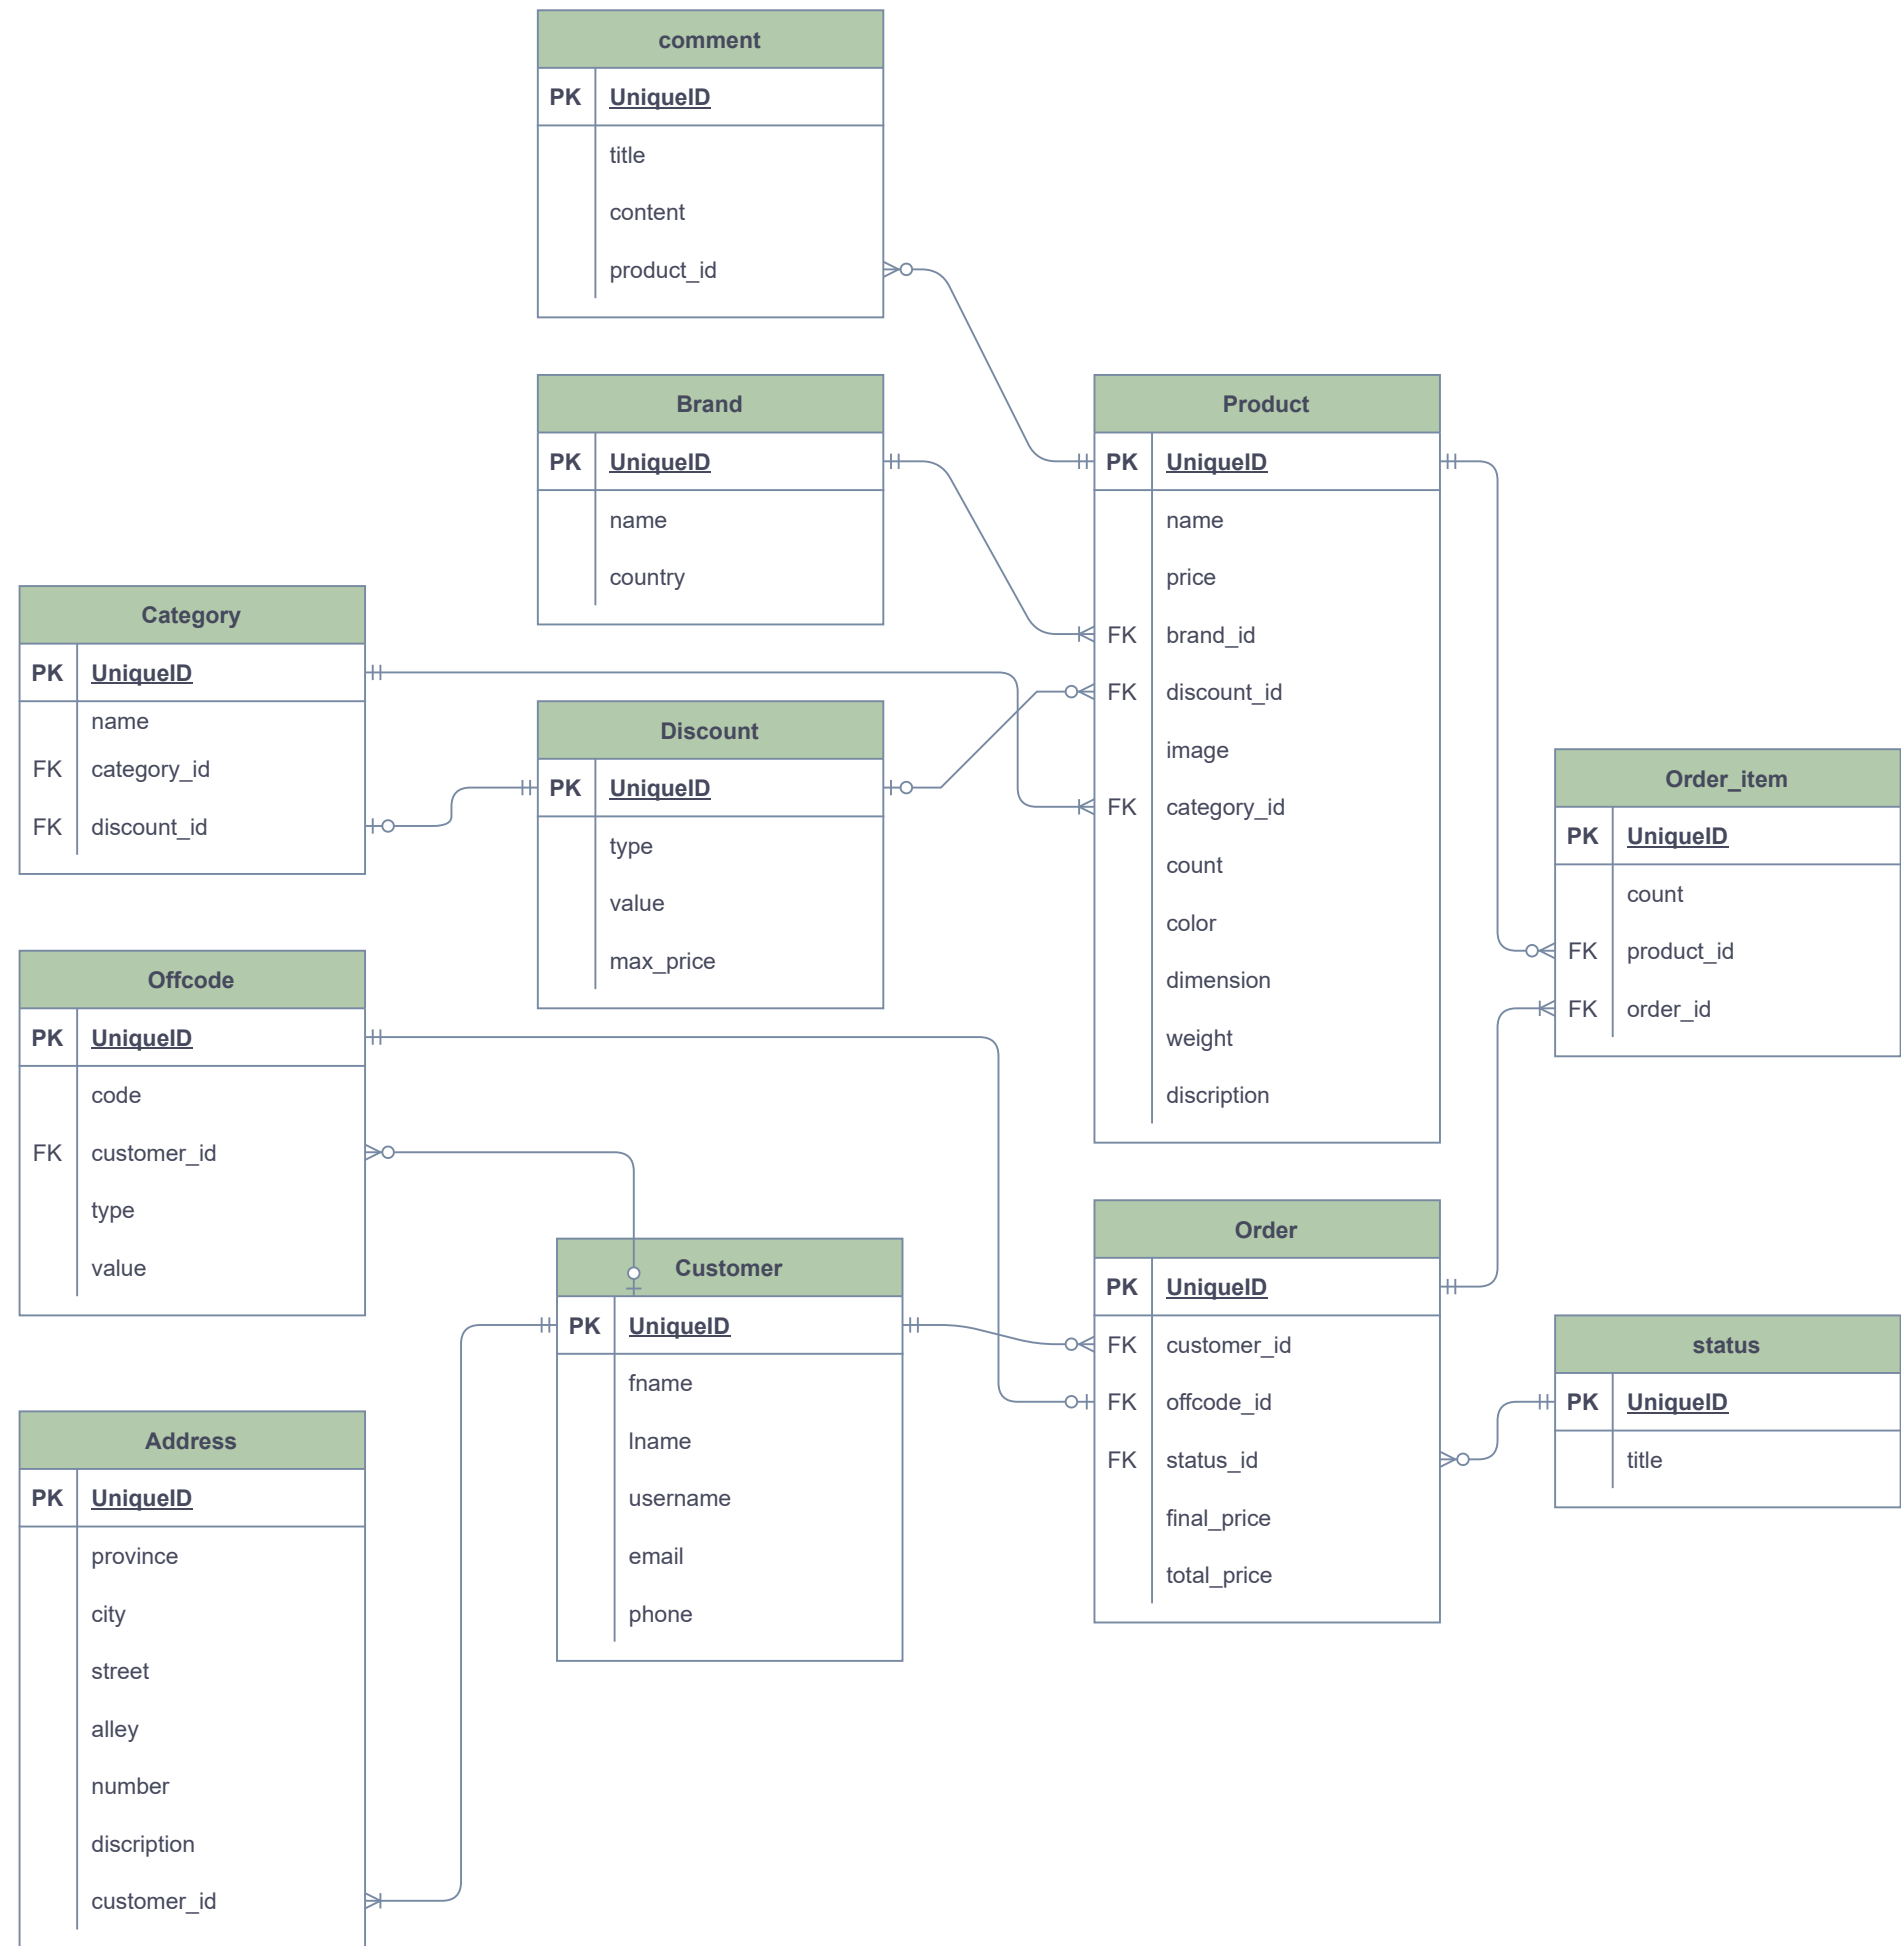 comment
PK UniqueID
title
content
product_id
Brand
PK UniqueID
name
country
Product
PK UniqueID
name
price
FK brand_id
FK discount_id
image
FK category_id
count
color
dimension
weight
discription
Category
PK UniqueID
name
FK category_id
FK discount_id
Discount
PK UniqueID
type
value
max_price
Order_item
PK UniqueID
count
FK product_id
FK order_id
Offcode
PK UniqueID
code
FK customer_id
type
value
Customer
PK UniqueID
fname
lname
username
email
phone
Order
PK UniqueID
FK customer_id
FK offcode_id
FK status_id
final_price
total_price
status
PK UniqueID
title
Address
PK UniqueID
province
city
street
alley
number
discription
customer_id